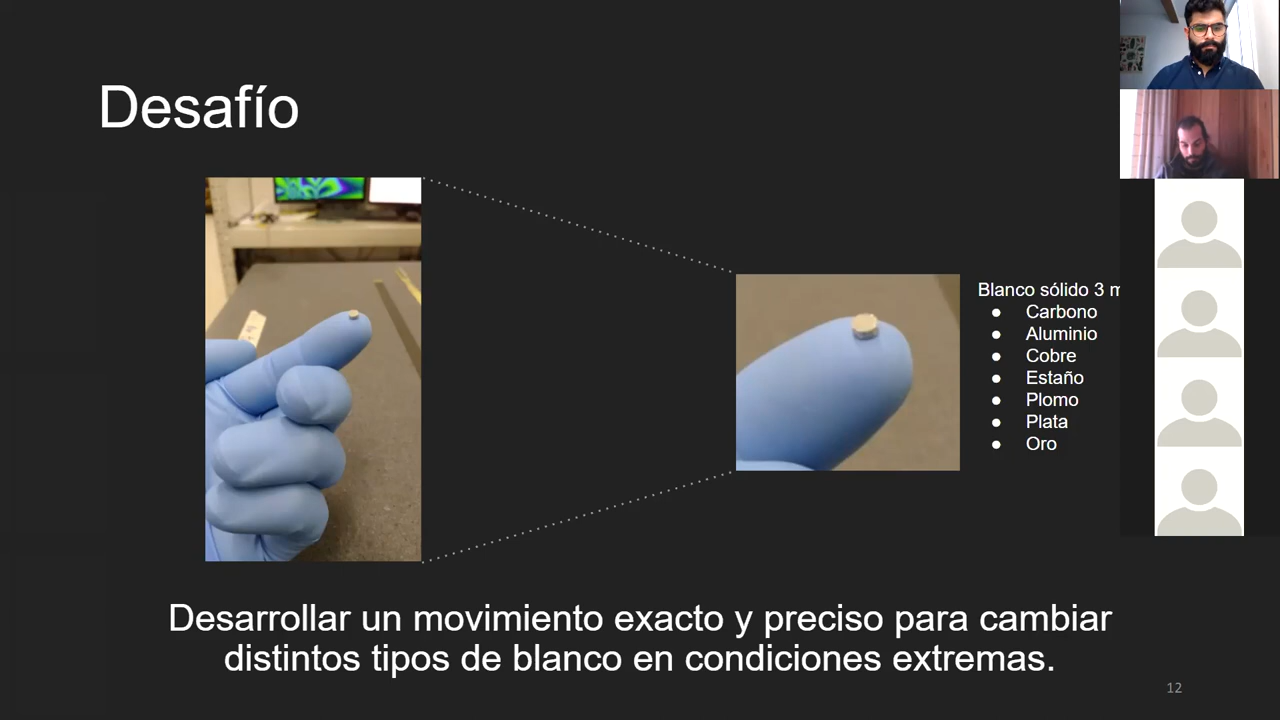 Desafío
Blanco sólido 3 m
● Carbono
● Aluminio
● Cobre
● Estaño
● Plomo
● Plata
● Oro
Desarrollar un movimiento exacto y preciso para cambiar
distintos tipos de blanco en condiciones extremas.
12